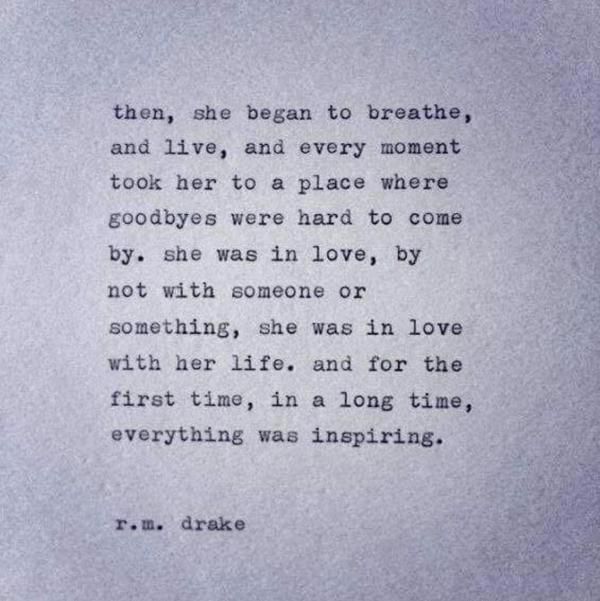 then, she began to breathe,
and live, and every moment
took her to a place where
goodbyes were hard to come
by. she was in love, by
not with someone or
something, she was in love
with her life. and for the
first time, in a long time,
everything was inspiring.
r.m. drake